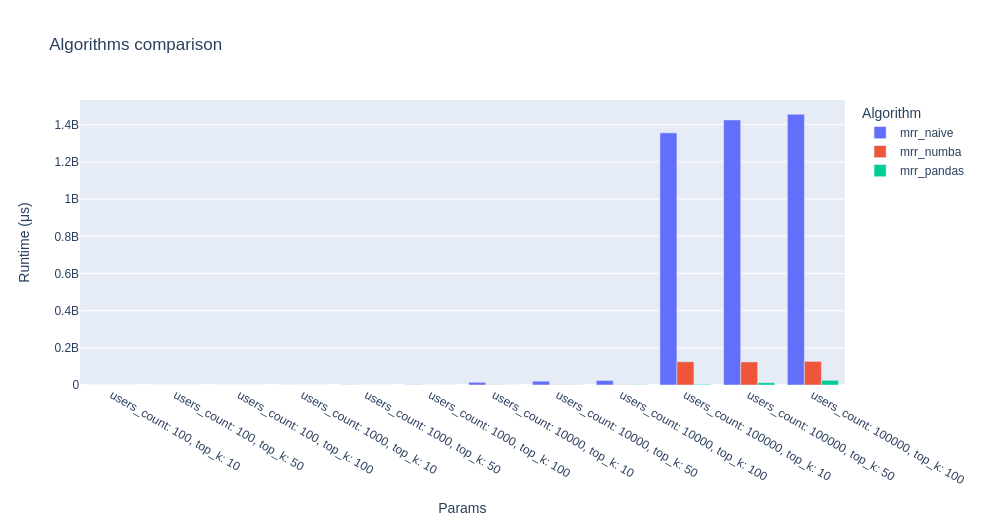 Algorithms comparison
Algorithm
mrr_naive
mrr_numba
mrr_pandas
Runtime (μs)
1.4B
1.2B
1B
0.8B
0.6B
0.4B
0.2B
0
users_count: 100, top_k: 10
users_count: 100, top_k: 50
users_count: 100, top_k: 100
users_count: 1000, top_k: 10
users_count: 1000, top_k: 50
users_count: 1000, top_k: 100
users_count: 10000, top_k: 10
users_count: 10000, top_k: 50
users_count: 10000, top_k: 100
users_count: 100000, top_k: 10
users_count: 100000, top_k: 50
users_count: 100000, top_k: 100
Params